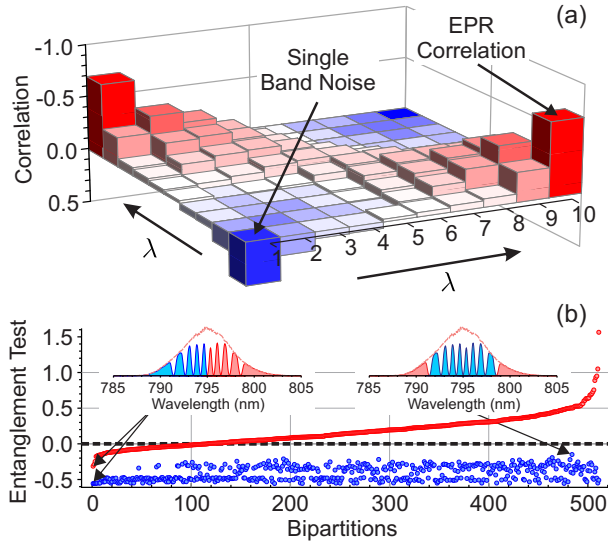 (a)
EPR
Correlation
Single
Band Noise
Correlation
-1.0
-0.5
0.0
0.5
λ
1 2 3 4 5 6 7 8 9 10
λ
(b)
Entanglement Test
1.5
1.0
0.5
0.0
-0.5
785 790 795 800 805
Wavelength (nm)
785 790 795 800 805
Wavelength (nm)
0 100 200 300 400 500
Bipartitions